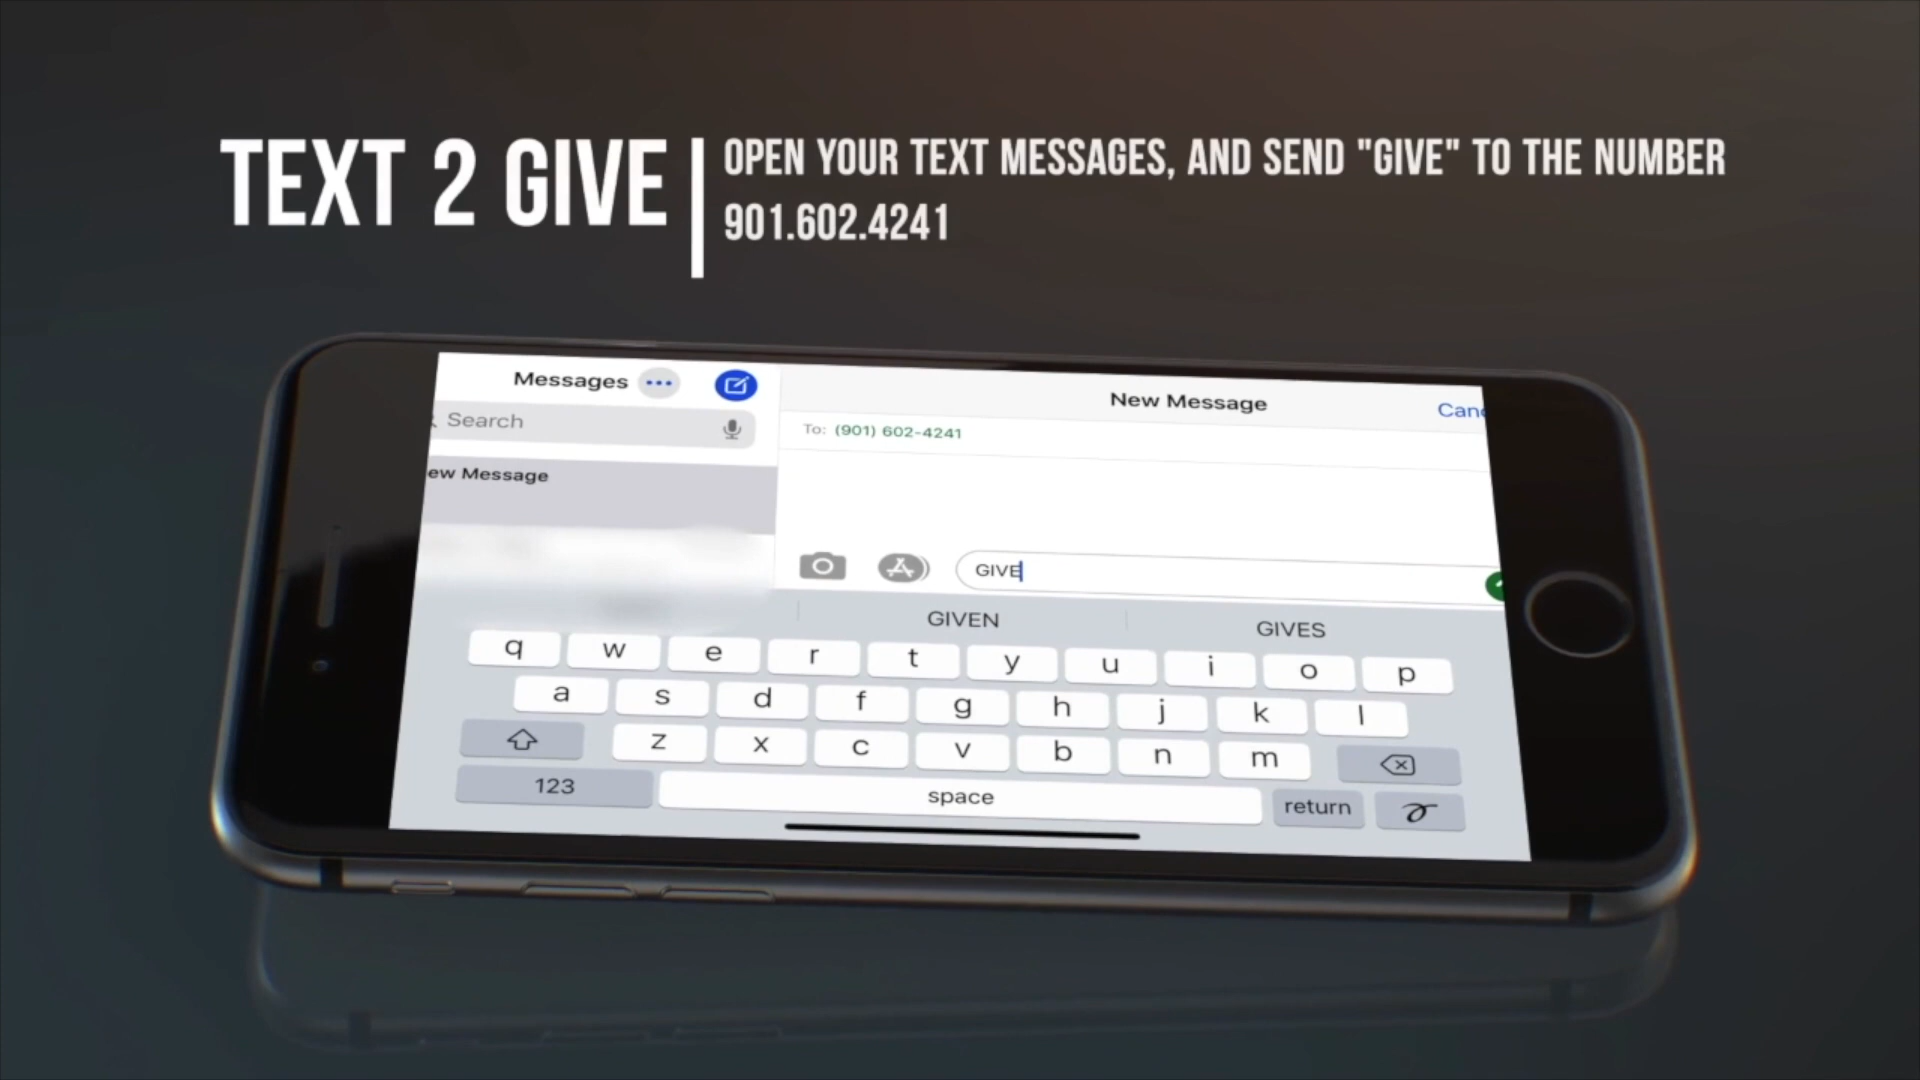 TEXT 2 GIVE
OPEN YOUR TEXT MESSAGES, AND SEND "GIVE" TO THE NUMBER
901.602.4241
Messages
Search
ew Message
New Message
Canc
To: (901) 602-4241
GIVE
GIVEN GIVES
q w e r t y u i o p
a s d f g h j k l
z x c v b n m
123 space return